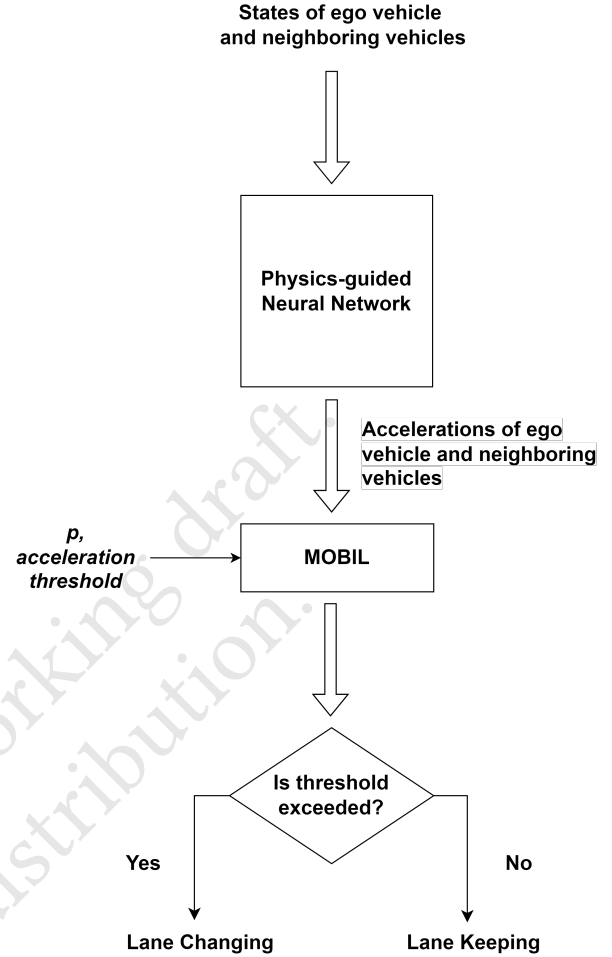 States of ego vehicle
and neighboring vehicles
Physics-guided
Neural Network
Accelerations of ego
vehicle and neighboring
vehicles
p,
acceleration
threshold
MOBIL
Is threshold
exceeded?
Yes
No
Lane Changing
Lane Keeping
draft.